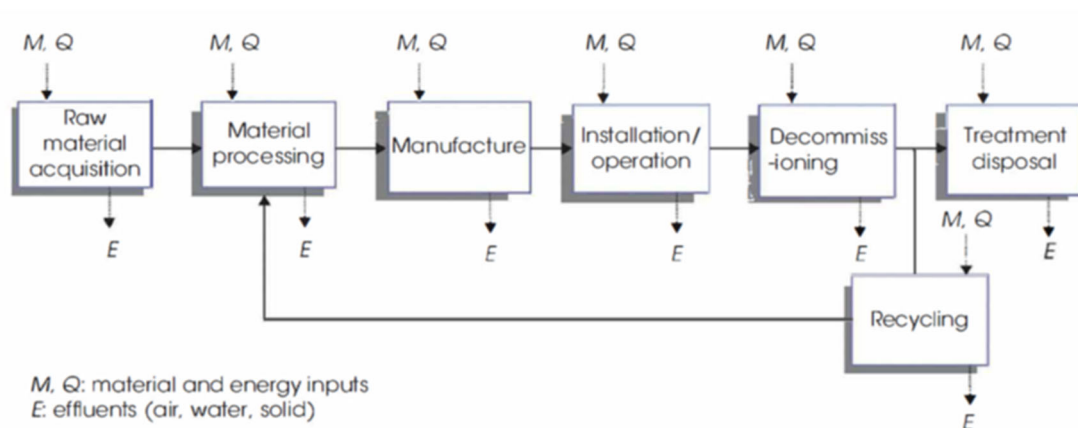 M, Q
M, Q
M, Q
M, Q
M, Q
M, Q
Raw
material
acquisition
Material
processing
Manufacture
Installation/
operation
Decommiss
-ioning
Treatment
disposal
E
E
E
E
E
E
M, Q
Recycling
E
M, Q: material and energy inputs
E: effluents (air, water, solid)